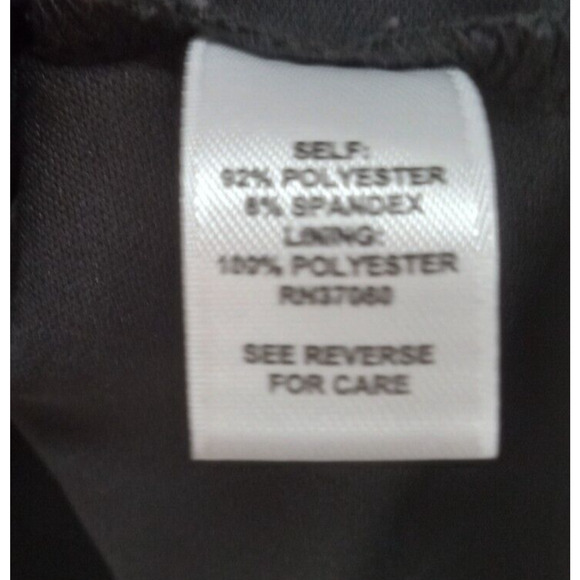 SELF:
92% POLYESTER
8% SPANDEX
LINING:
100% POLYESTER
RN37060
SEE REVERSE
FOR CARE